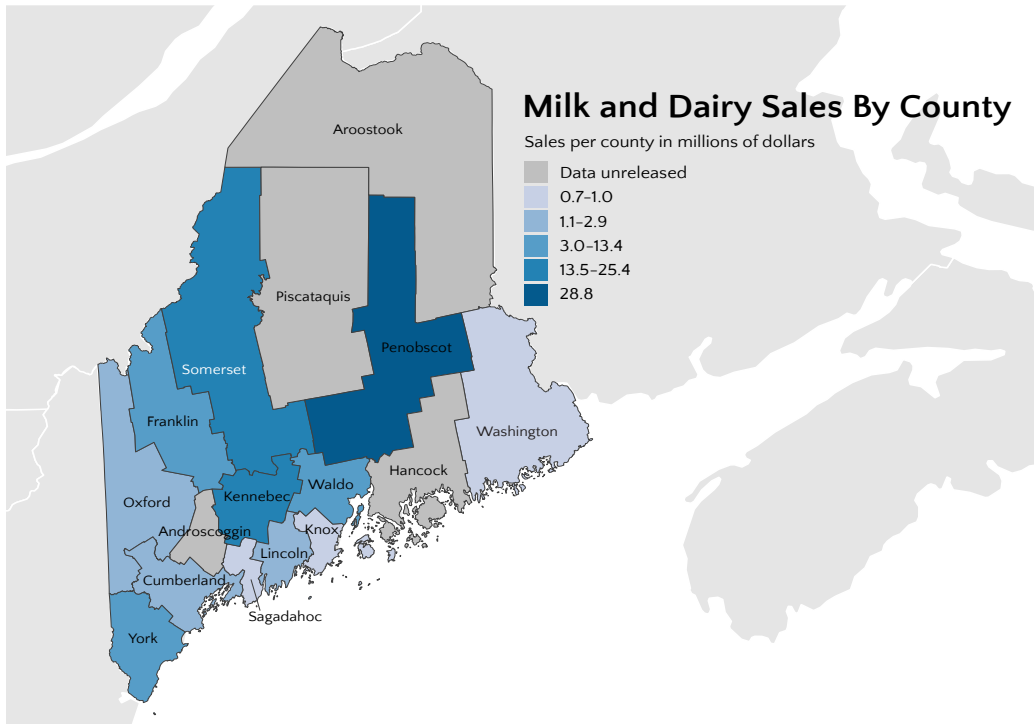 Milk and Dairy Sales By County
Sales per county in millions of dollars
Data unreleased
0.7-1.0
1.1-2.9
3.0-13.4
13.5-25.4
28.8
Aroostook
Piscataquis
Penobscot
Somerset
Franklin
Washington
Hancock
Waldo
Kennebec
Oxford
Androscoggin
Knox
Lincoln
Cumberland
Sagadahoc
York